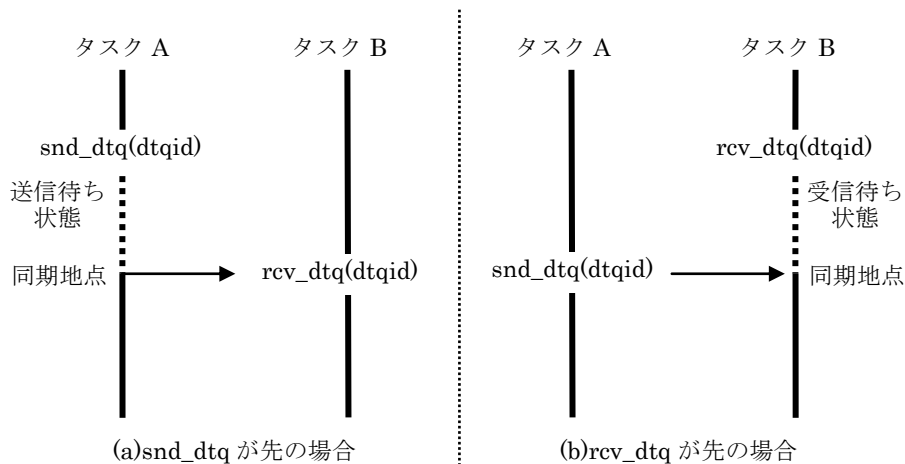 タスク A
タスク B
snd_dtq(dtqid)
送信待ち
状態
同期地点
rcv_dtq(dtqid)
(a)snd_dtq が先の場合
タスク A
タスク B
rcv_dtq(dtqid)
受信待ち
状態
snd_dtq(dtqid)
同期地点
(b)rcv_dtq が先の場合